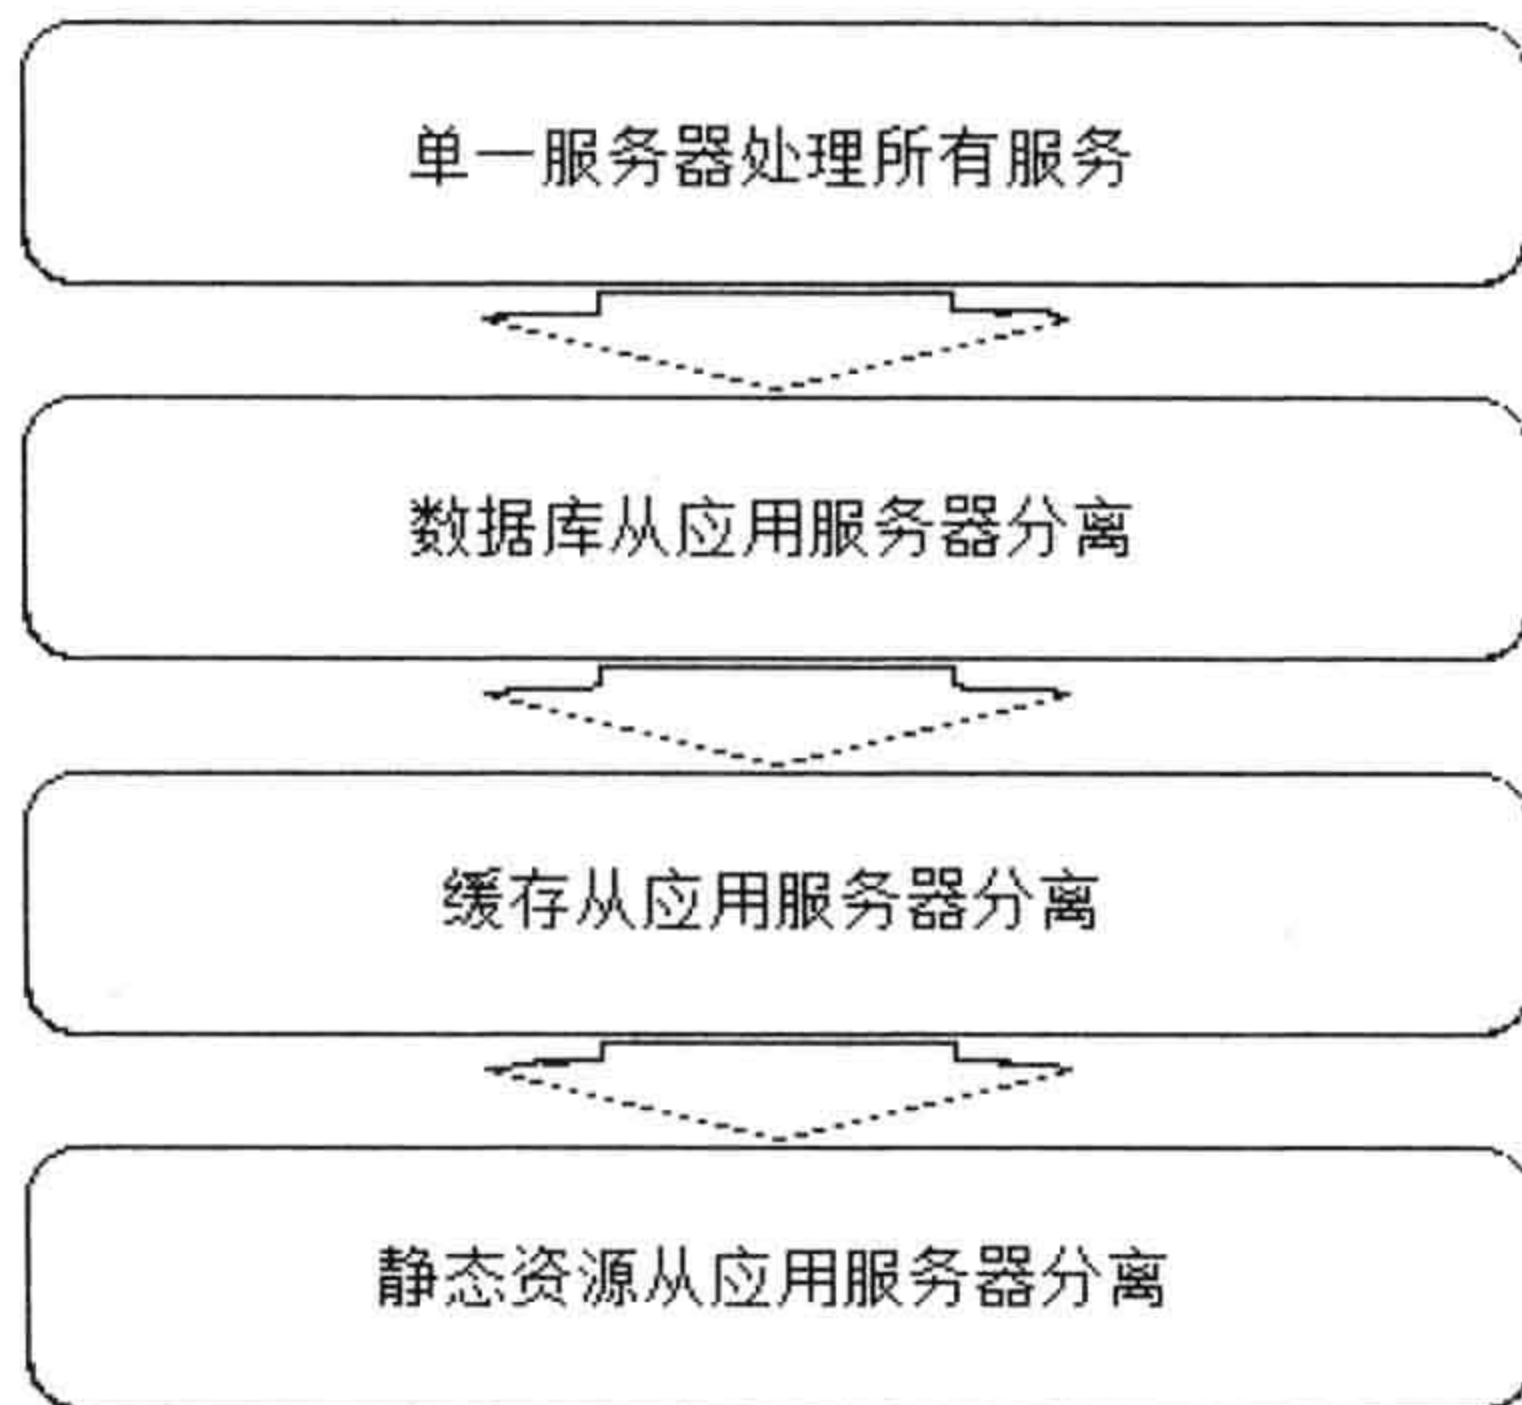 单一服务器处理所有服务
数据库从应用服务器分离
缓存从应用服务器分离
静态资源从应用服务器分离